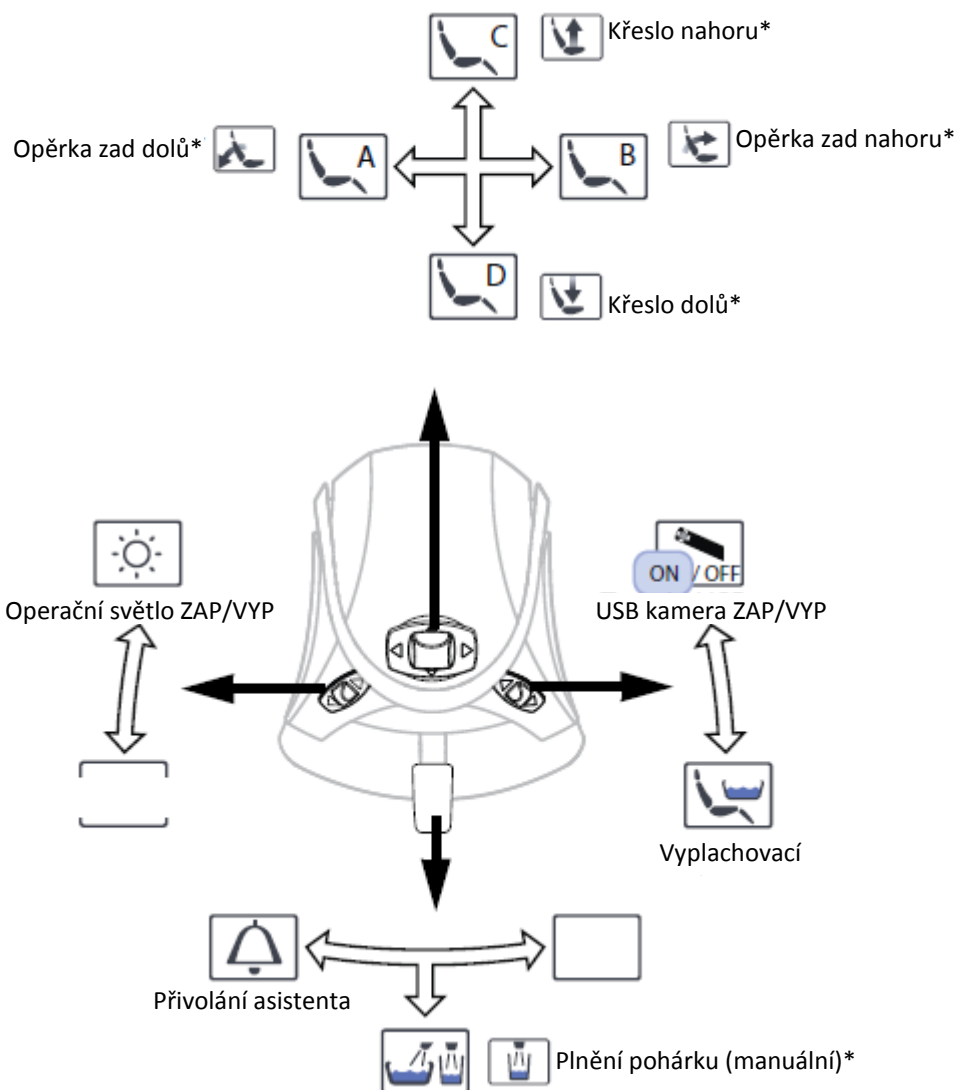 C
Křeslo nahoru*
Opěrka zad dolů*
A
B
Opěrka zad nahoru*
D
Křeslo dolů*
ON / OFF
Operační světlo ZAP/VYP
USB kamera ZAP/VYP
Vyplachovací
Přivolání asistenta
Plnění pohárku (manuální)*